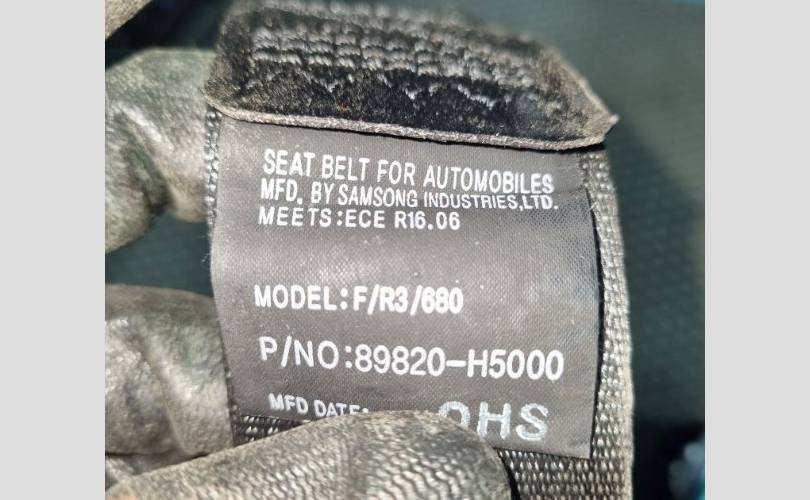 SEAT BELT FOR AUTOMOBILES
MFD. BY SAMSONG INDUSTRIES,LTD.
MEETS:ECE R16.06
MODEL:F/R3/680
P/NO:89820-H5000
MFD DATE: OHS